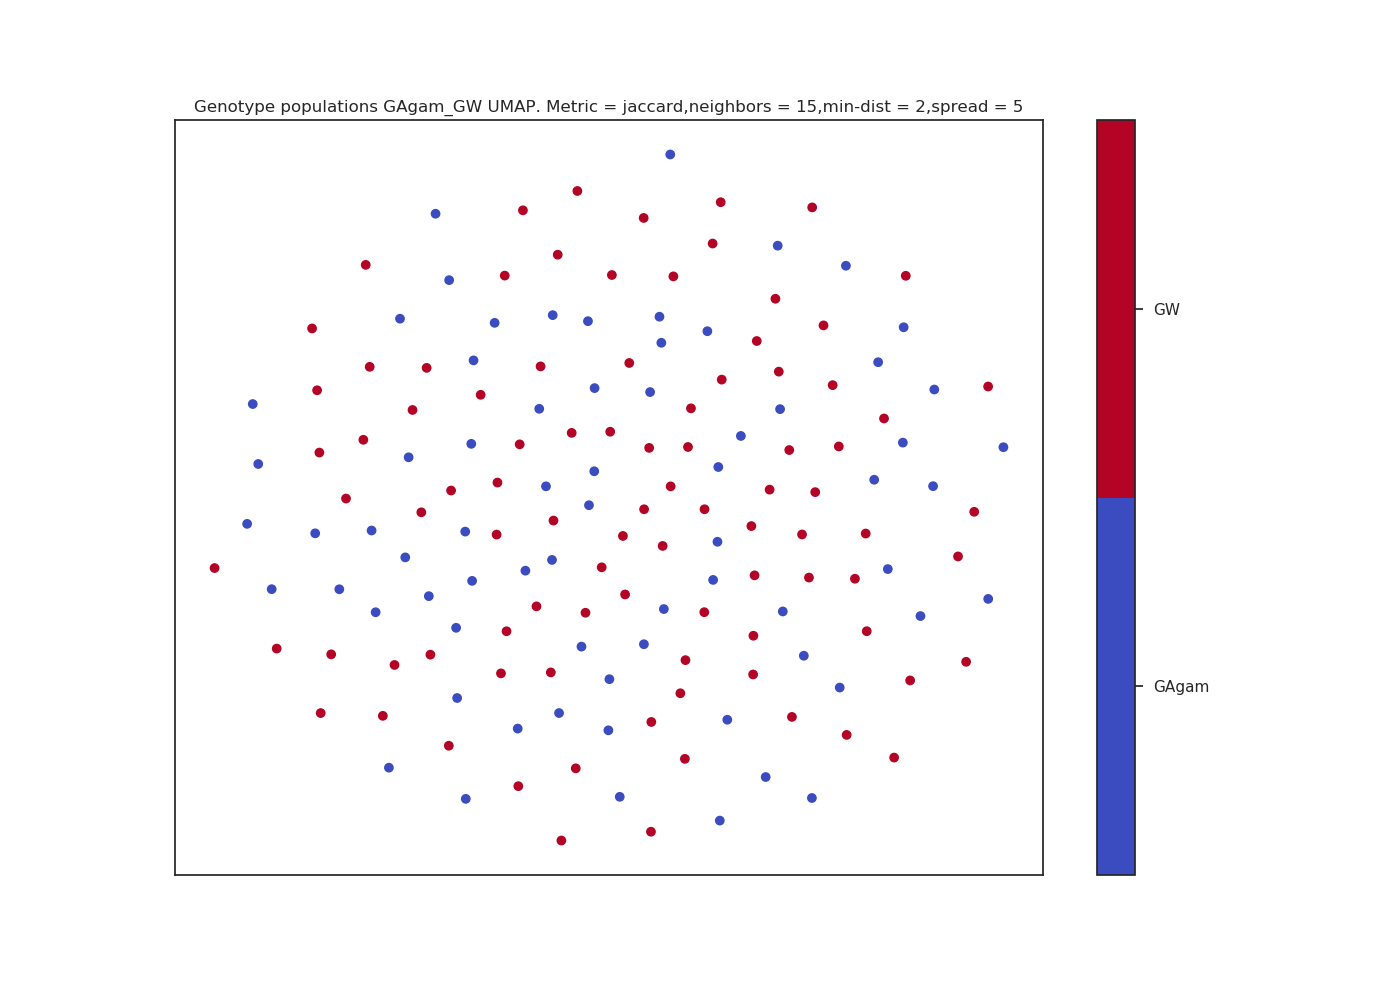 Genotype populations GAgam_GW UMAP. Metric = jaccard,neighbors = 15,min-dist = 2,spread = 5
GW
GAgam